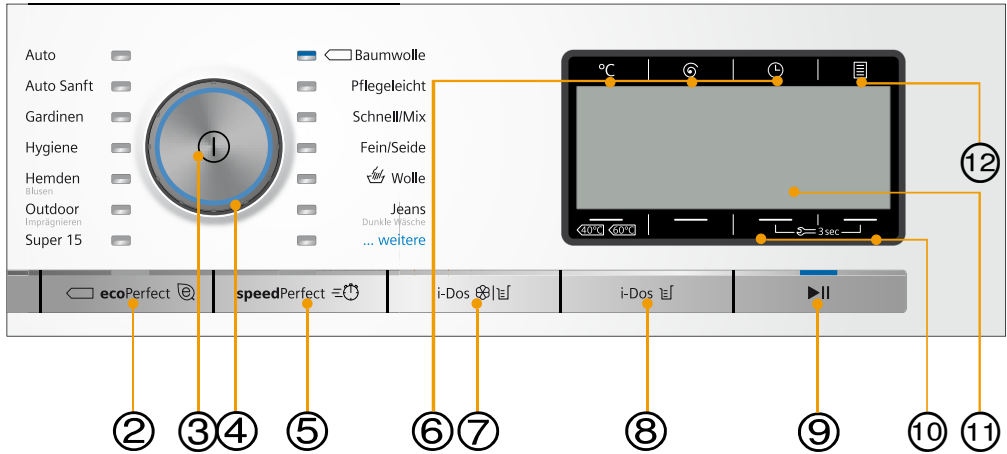 Auto
Auto Sanft
Gardinen
Hygiene
Hemden
Blusen
Outdoor
Imprägnieren
Super 15
Baumwolle
Pflegeleicht
Schnell/Mix
Fein/Seide
Wolle
Jeans
Dunkle Wäsche
... weitere
°C
40°C 60°C
3 sec
ecoPerfect e
speedPerfect
i-Dos
i-Dos
⑫
② ③ ④ ⑤ ⑥ ⑦ ⑧ ⑨ ⑩ ⑪